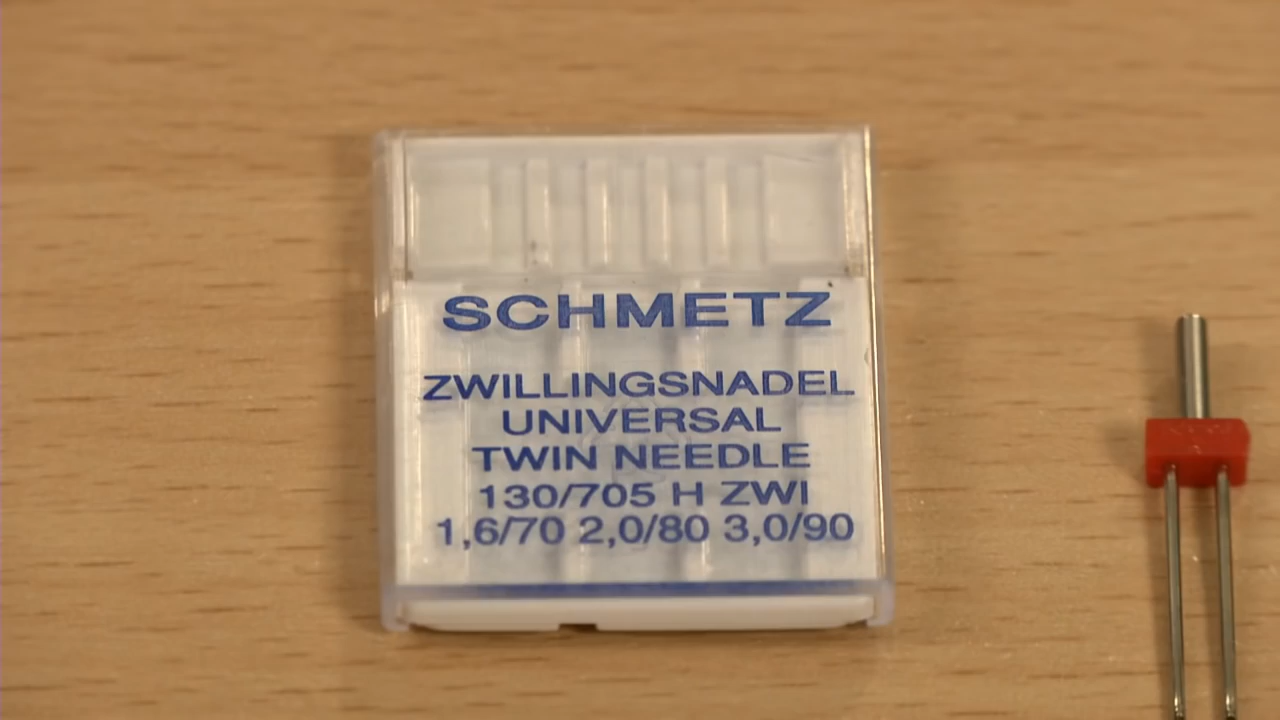 SCHMETZ
ZWILLINGSNADEL
UNIVERSAL
TWIN NEEDLE
130/705 H ZWI
1,6/70 2,0/80 3,0/90